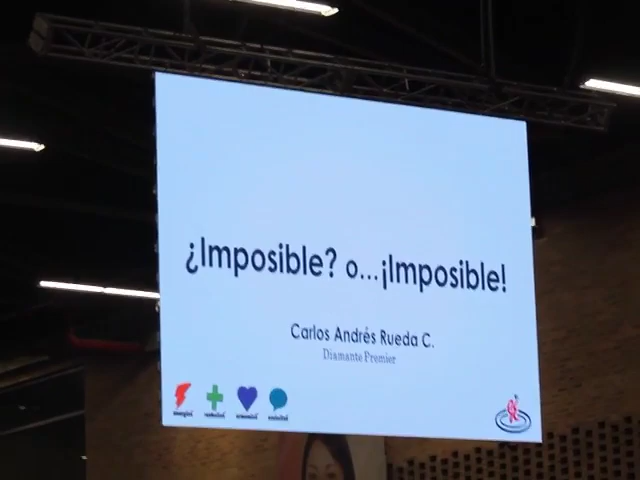 ¿Imposible? o...¡Imposible!
Carlos Andrés Rueda C.
Diamante Premier